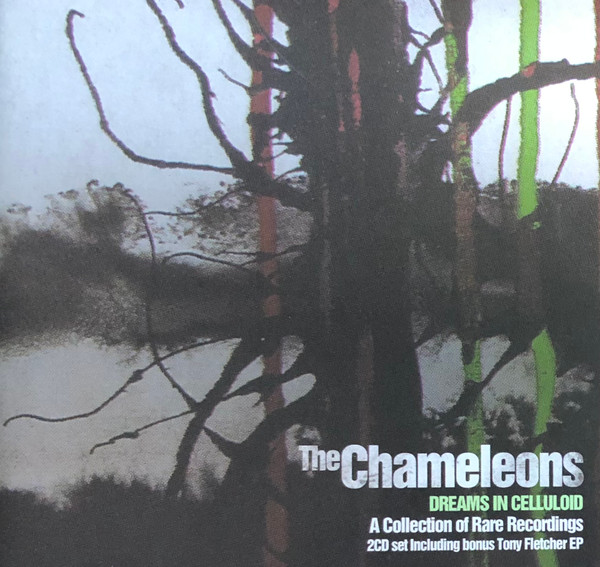 The Chameleons
DREAMS IN CELLULOID
A Collection of Rare Recordings
2CD set Including bonus Tony Fletcher EP